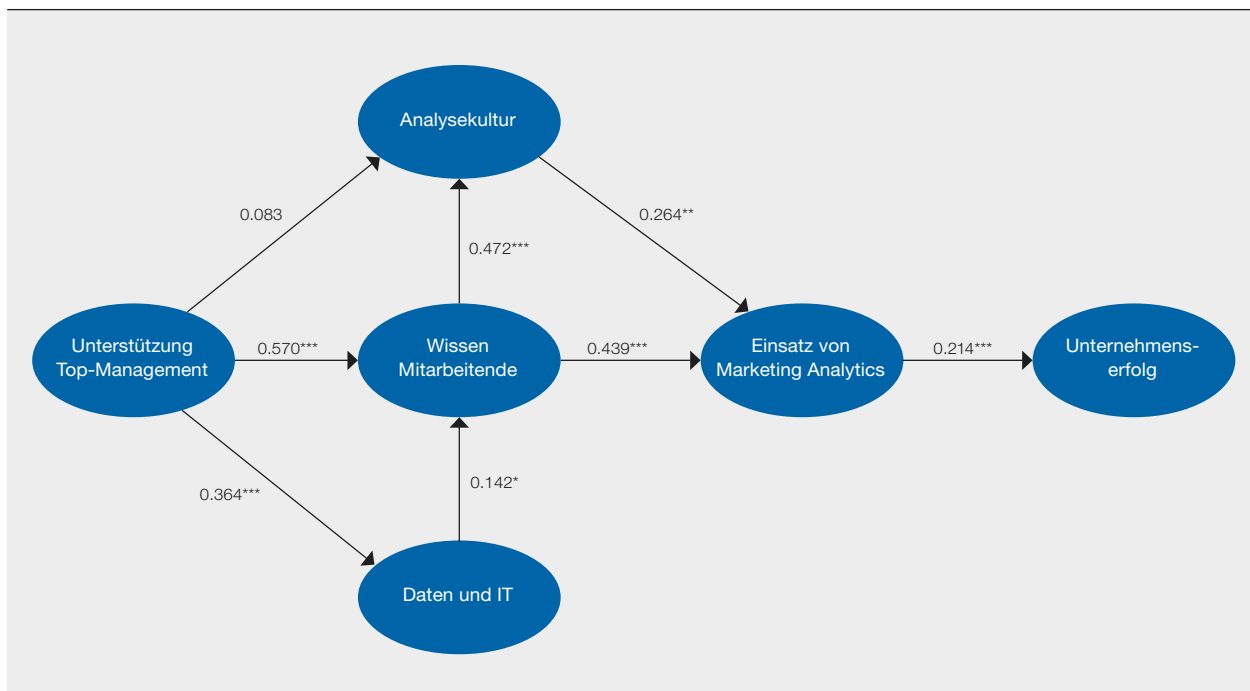 Analysekultur
0.083
0.264**
0.472***
Unterstützung
Top-Management
0.570***
Wissen
Mitarbeitende
0.439***
Einsatz von
Marketing Analytics
0.214***
Unternehmens-
erfolg
0.364***
0.142*
Daten und IT